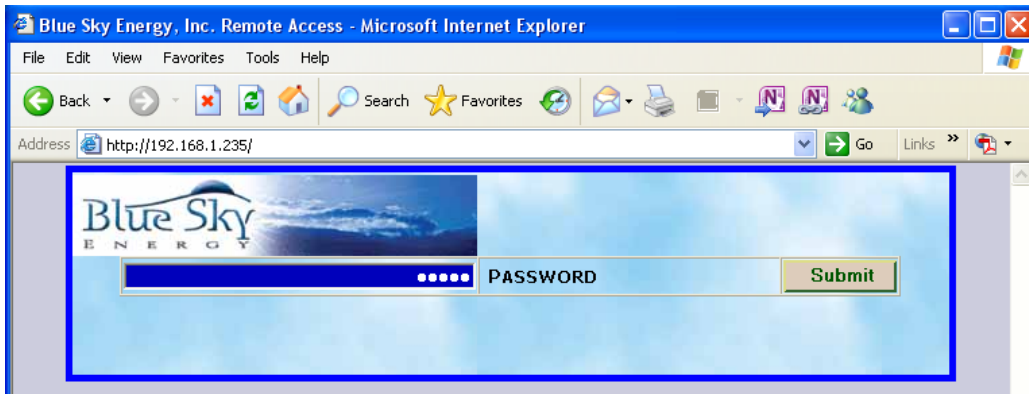 Blue Sky Energy, Inc. Remote Access - Microsoft Internet Explorer
File Edit View Favorites Tools Help
Back Search Favorites
Address http://192.168.1.235/ Go Links »
Blue Sky
ENERGY
••••• PASSWORD Submit